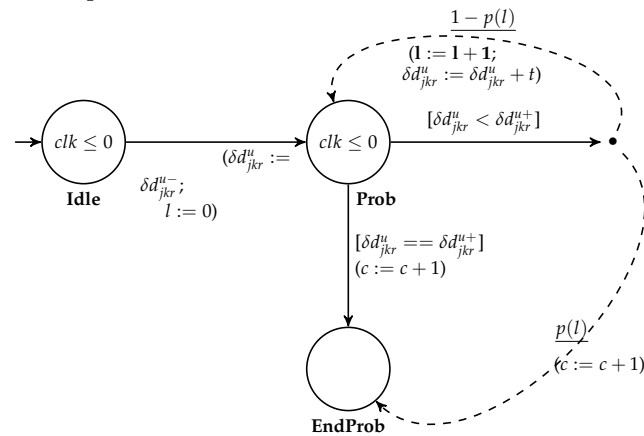 1 − p(l)
(l := l + 1;
δd^u_{jkr} := δd^u_{jkr} + t)
[δd^u_{jkr} < δd^{u+}_{jkr}]
clk ≤ 0
clk ≤ 0
(δd^u_{jkr} :=
δd^{u−}_{jkr};
l := 0)
Idle
Prob
[δd^u_{jkr} == δd^{u+}_{jkr}]
(c := c + 1)
p(l)
(c := c + 1)
EndProb